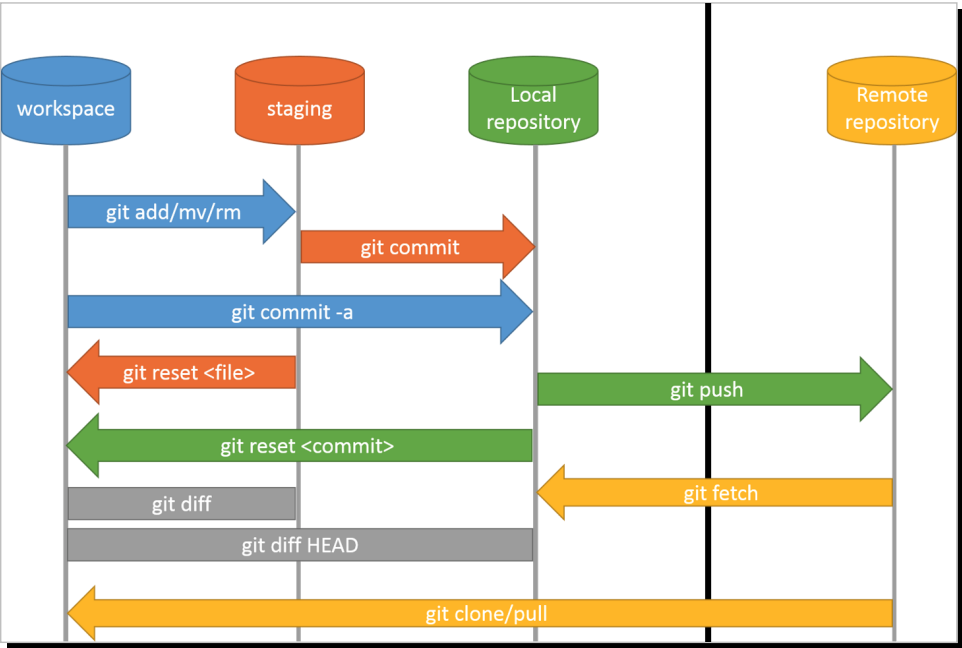 workspace
staging
Local
repository
Remote
repository
git add/mv/rm
git commit
git commit -a
git reset <file>
git push
git reset <commit>
git fetch
git diff
git diff HEAD
git clone/pull